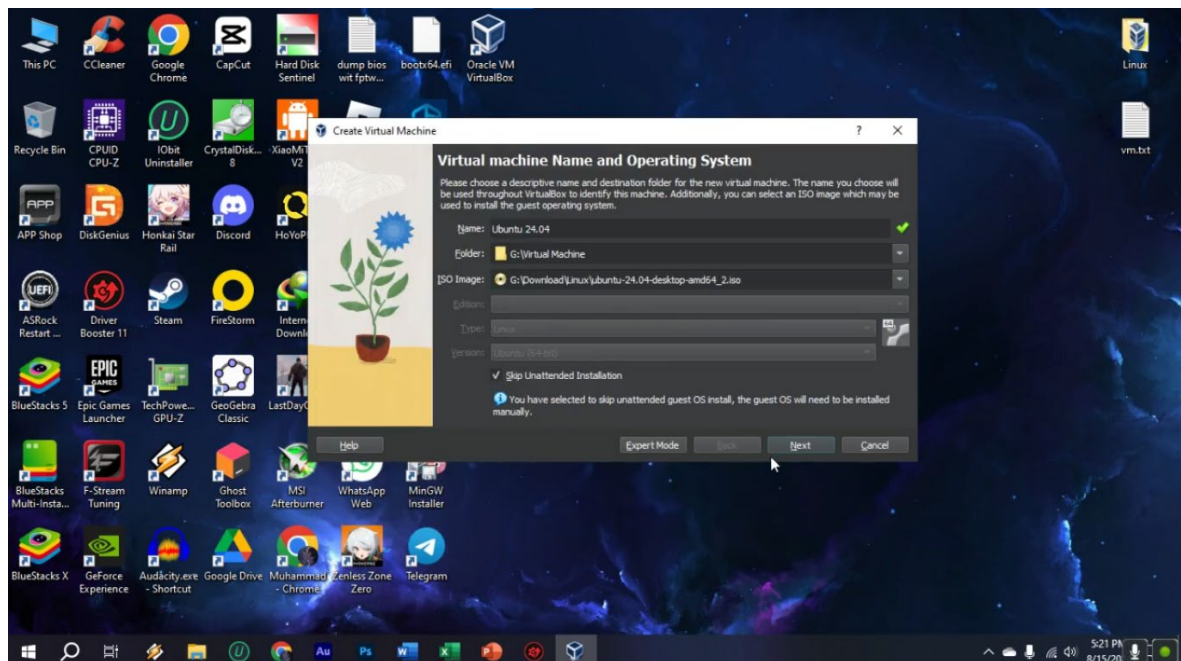 This PC
CCleaner
Google
Chrome
CapCut
Hard Disk
Sentinel
dump bios
wit fptw...
bootx64.efi
Oracle VM
VirtualBox
Linux
Recycle Bin
CPUID
CPU-Z
IObit
Uninstaller
CrystalDisk...
8
V2
vm.txt
APP
APP Shop
DiskGenius
Honkai Star
Rail
Discord
UEFI
ASRock
Restart ...
Driver
Booster 11
Steam
FireStorm
BlueStacks 5
EPIC
GAMES
Epic Games
Launcher
TechPowe...
GPU-Z
GeoGebra
Classic
BlueStacks
Multi-Insta...
F-Stream
Tuning
Winamp
Ghost
Toolbox
MSI
Afterburner
WhatsApp
Web
MinGW
Installer
BlueStacks X
GeForce
Experience
Audacity.exe
- Shortcut
Google Drive
Muhammad
- Chrome
Zenless Zone
Zero
Telegram
Create Virtual Machine
?
Virtual machine Name and Operating System
Please choose a descriptive name and destination folder for the new virtual machine. The name you choose will
be used throughout VirtualBox to identify this machine. Additionally, you can select an ISO image which may be
used to install the guest operating system.
Name: Ubuntu 24.04
Folder: G:\Virtual Machine
ISO Image: G:\Download\Linux\ubuntu-24.04-desktop-amd64_2.iso
Edition:
Type: Linux
Version: Ubuntu (64-bit)
64
Skip Unattended Installation
You have selected to skip unattended guest OS install, the guest OS will need to be installed
manually.
Help
Expert Mode
Back
Next
Cancel
Au
Ps
5:21 PM